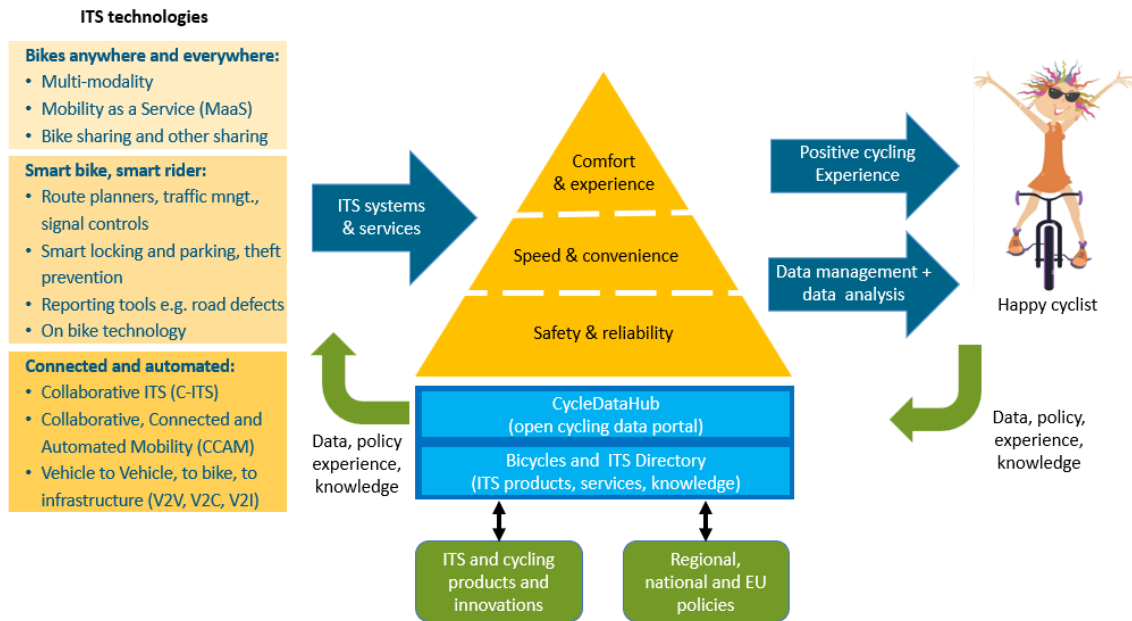 ITS technologies
Bikes anywhere and everywhere:
• Multi-modality
• Mobility as a Service (MaaS)
• Bike sharing and other sharing
Smart bike, smart rider:
• Route planners, traffic mngt.,
signal controls
• Smart locking and parking, theft
prevention
• Reporting tools e.g. road defects
• On bike technology
Connected and automated:
• Collaborative ITS (C-ITS)
• Collaborative, Connected and
Automated Mobility (CCAM)
• Vehicle to Vehicle, to bike, to
infrastructure (V2V, V2C, V2I)
ITS systems
& services
Data, policy
experience,
knowledge
Comfort
& experience
Speed & convenience
Safety & reliability
CycleDataHub
(open cycling data portal)
Bicycles and ITS Directory
(ITS products, services, knowledge)
ITS and cycling
products and
innovations
Regional,
national and EU
policies
Positive cycling
Experience
Data management +
data analysis
Happy cyclist
Data, policy,
experience,
knowledge